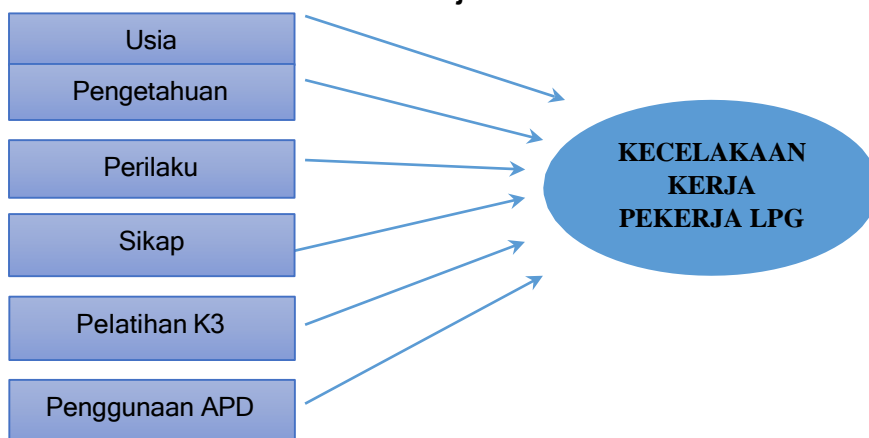 Usia
Pengetahuan
Perilaku
Sikap
Pelatihan K3
Penggunaan APD
KECELAKAAN
KERJA
PEKERJA LPG